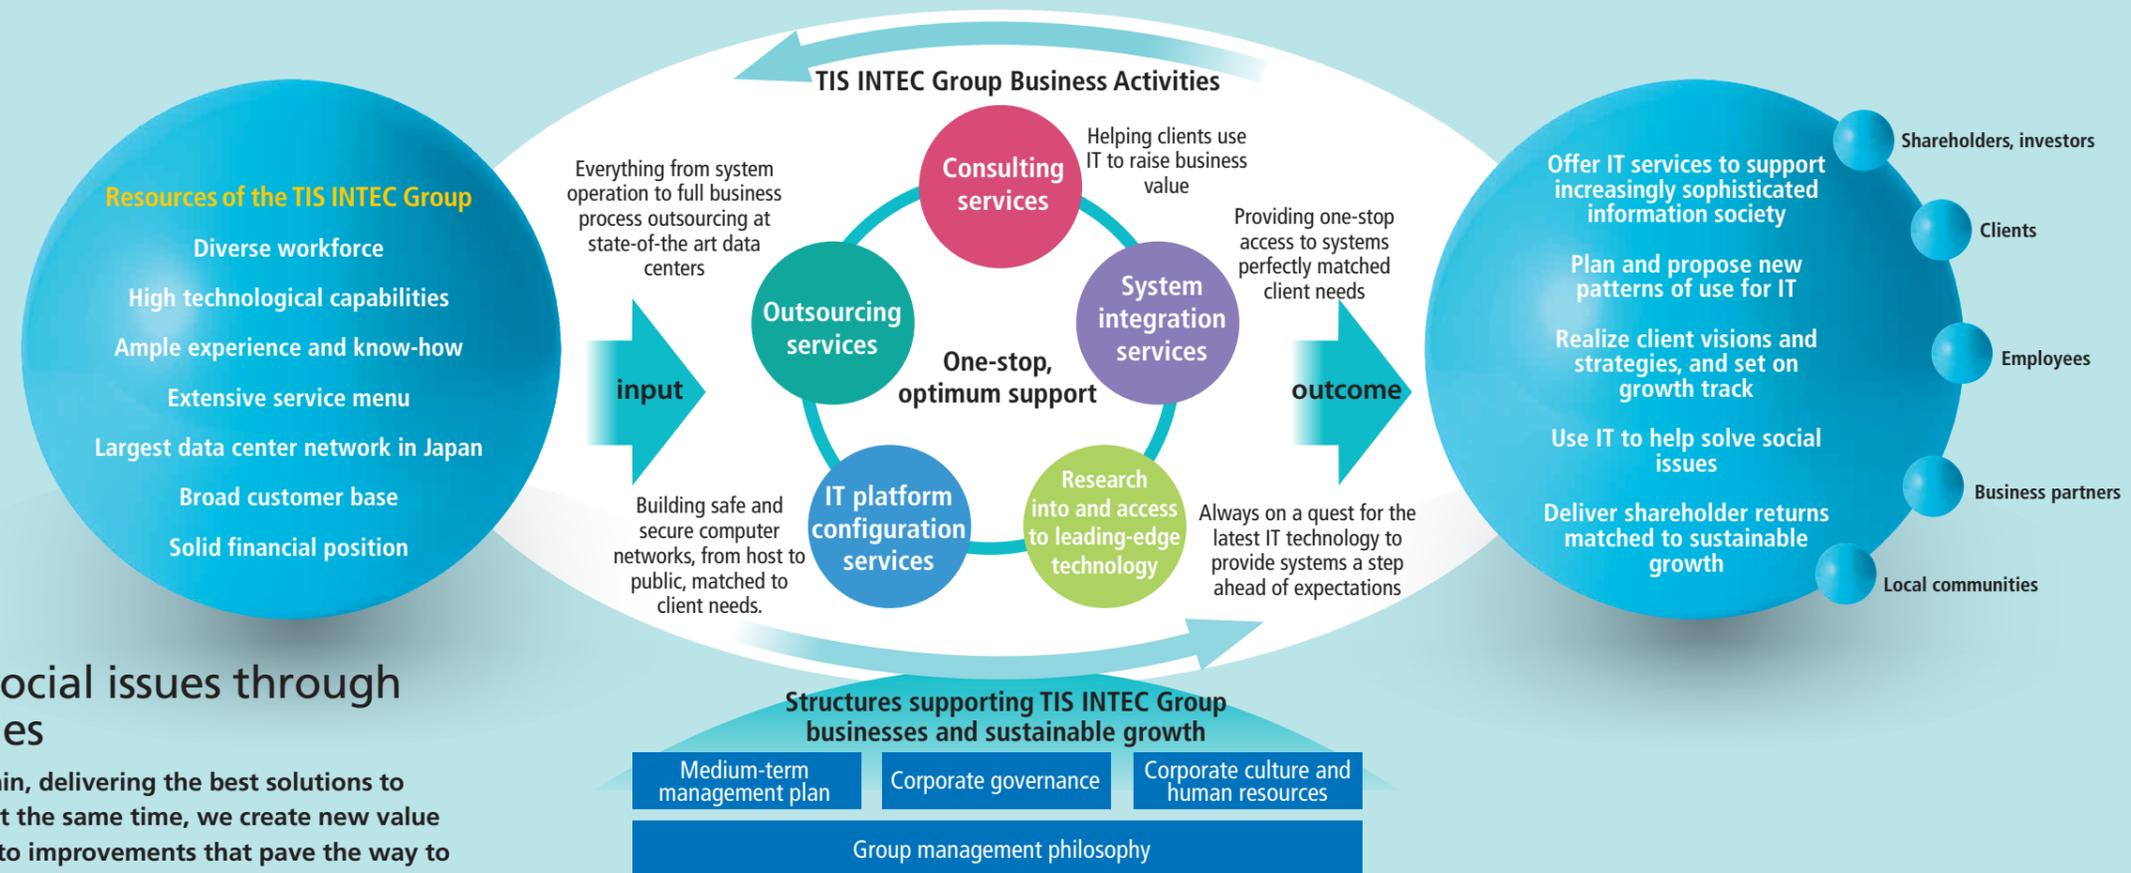 Resources of the TIS INTEC Group
Diverse workforce
High technological capabilities
Ample experience and know-how
Extensive service menu
Largest data center network in Japan
Broad customer base
Solid financial position
input
TIS INTEC Group Business Activities
Consulting
services
Helping clients use
IT to raise business
value
Everything from system
operation to full business
process outsourcing at
state-of-the art data
centers
Outsourcing
services
System
integration
services
Providing one-stop
access to systems
perfectly matched
client needs
One-stop,
optimum support
IT platform
configuration
services
Building safe and
secure computer
networks, from host to
public, matched to
client needs.
Research
into and access
to leading-edge
technology
Always on a quest for the
latest IT technology to
provide systems a step
ahead of expectations
outcome
Offer IT services to support
increasingly sophisticated
information society
Plan and propose new
patterns of use for IT
Realize client visions and
strategies, and set on
growth track
Use IT to help solve social
issues
Deliver shareholder returns
matched to sustainable
growth
Shareholders, investors
Clients
Employees
Business partners
Local communities
Structures supporting TIS INTEC Group
businesses and sustainable growth
Medium-term
management plan
Corporate governance
Corporate culture and
human resources
Group management philosophy
ocial issues through
es
in, delivering the best solutions to
t the same time, we create new value
to improvements that pave the way to